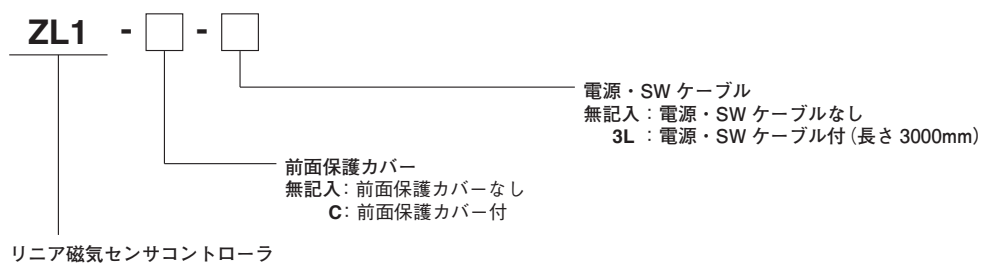 ZL1 - □ - □
電源・SW ケーブル
無記入：電源・SW ケーブルなし
3L ：電源・SW ケーブル付（長さ 3000mm）
前面保護カバー
無記入：前面保護カバーなし
C：前面保護カバー付
リニア磁気センサコントローラ